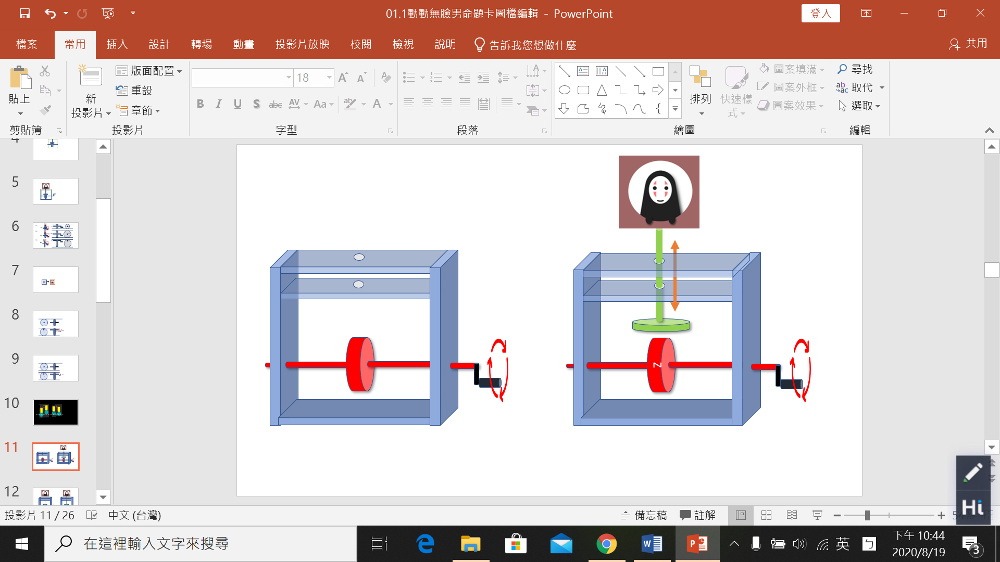 01.1動動無臉男命題卡圖檔編輯 - PowerPoint
登入
檔案 常用 插入 設計 轉場 動畫 投影片放映 校閱 檢視 說明 告訴我您想做什麼 共用
貼上
剪貼簿
新
投影片
版面配置
重設
章節
投影片
18
B I U S abc AV Aa A
字型
段落
排列
快速樣
式
圖案填滿
圖案外框
圖案效果
繪圖
尋找
取代
選取
編輯
4
5
6
7
8
9
10
11
12
Z
Hi
投影片 11 / 26 中文 (台灣) 備忘稿 註解
在這裡輸入文字來搜尋
英
下午 10:44
2020/8/19
3